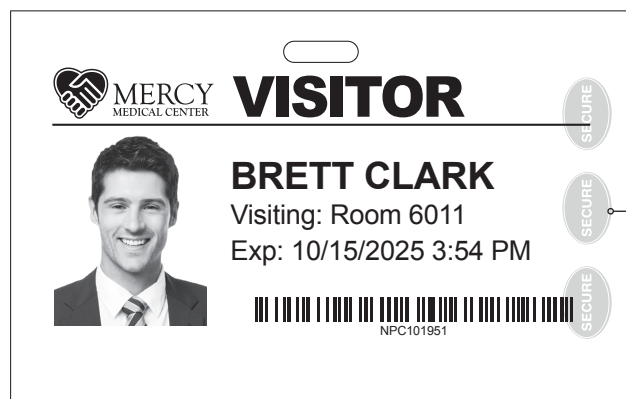 MERCY
MEDICAL CENTER
VISITOR
BRETT CLARK
Visiting: Room 6011
Exp: 10/15/2025 3:54 PM
NPC101951
SECURE
SECURE
SECURE